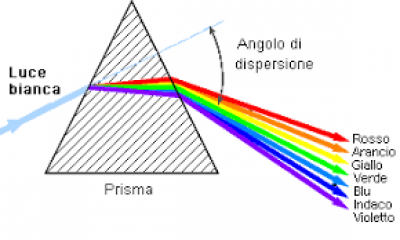 Angolo di
dispersione
Luce
bianca
Prisma
Rosso
Arancio
Giallo
Verde
Blu
Indaco
Violetto